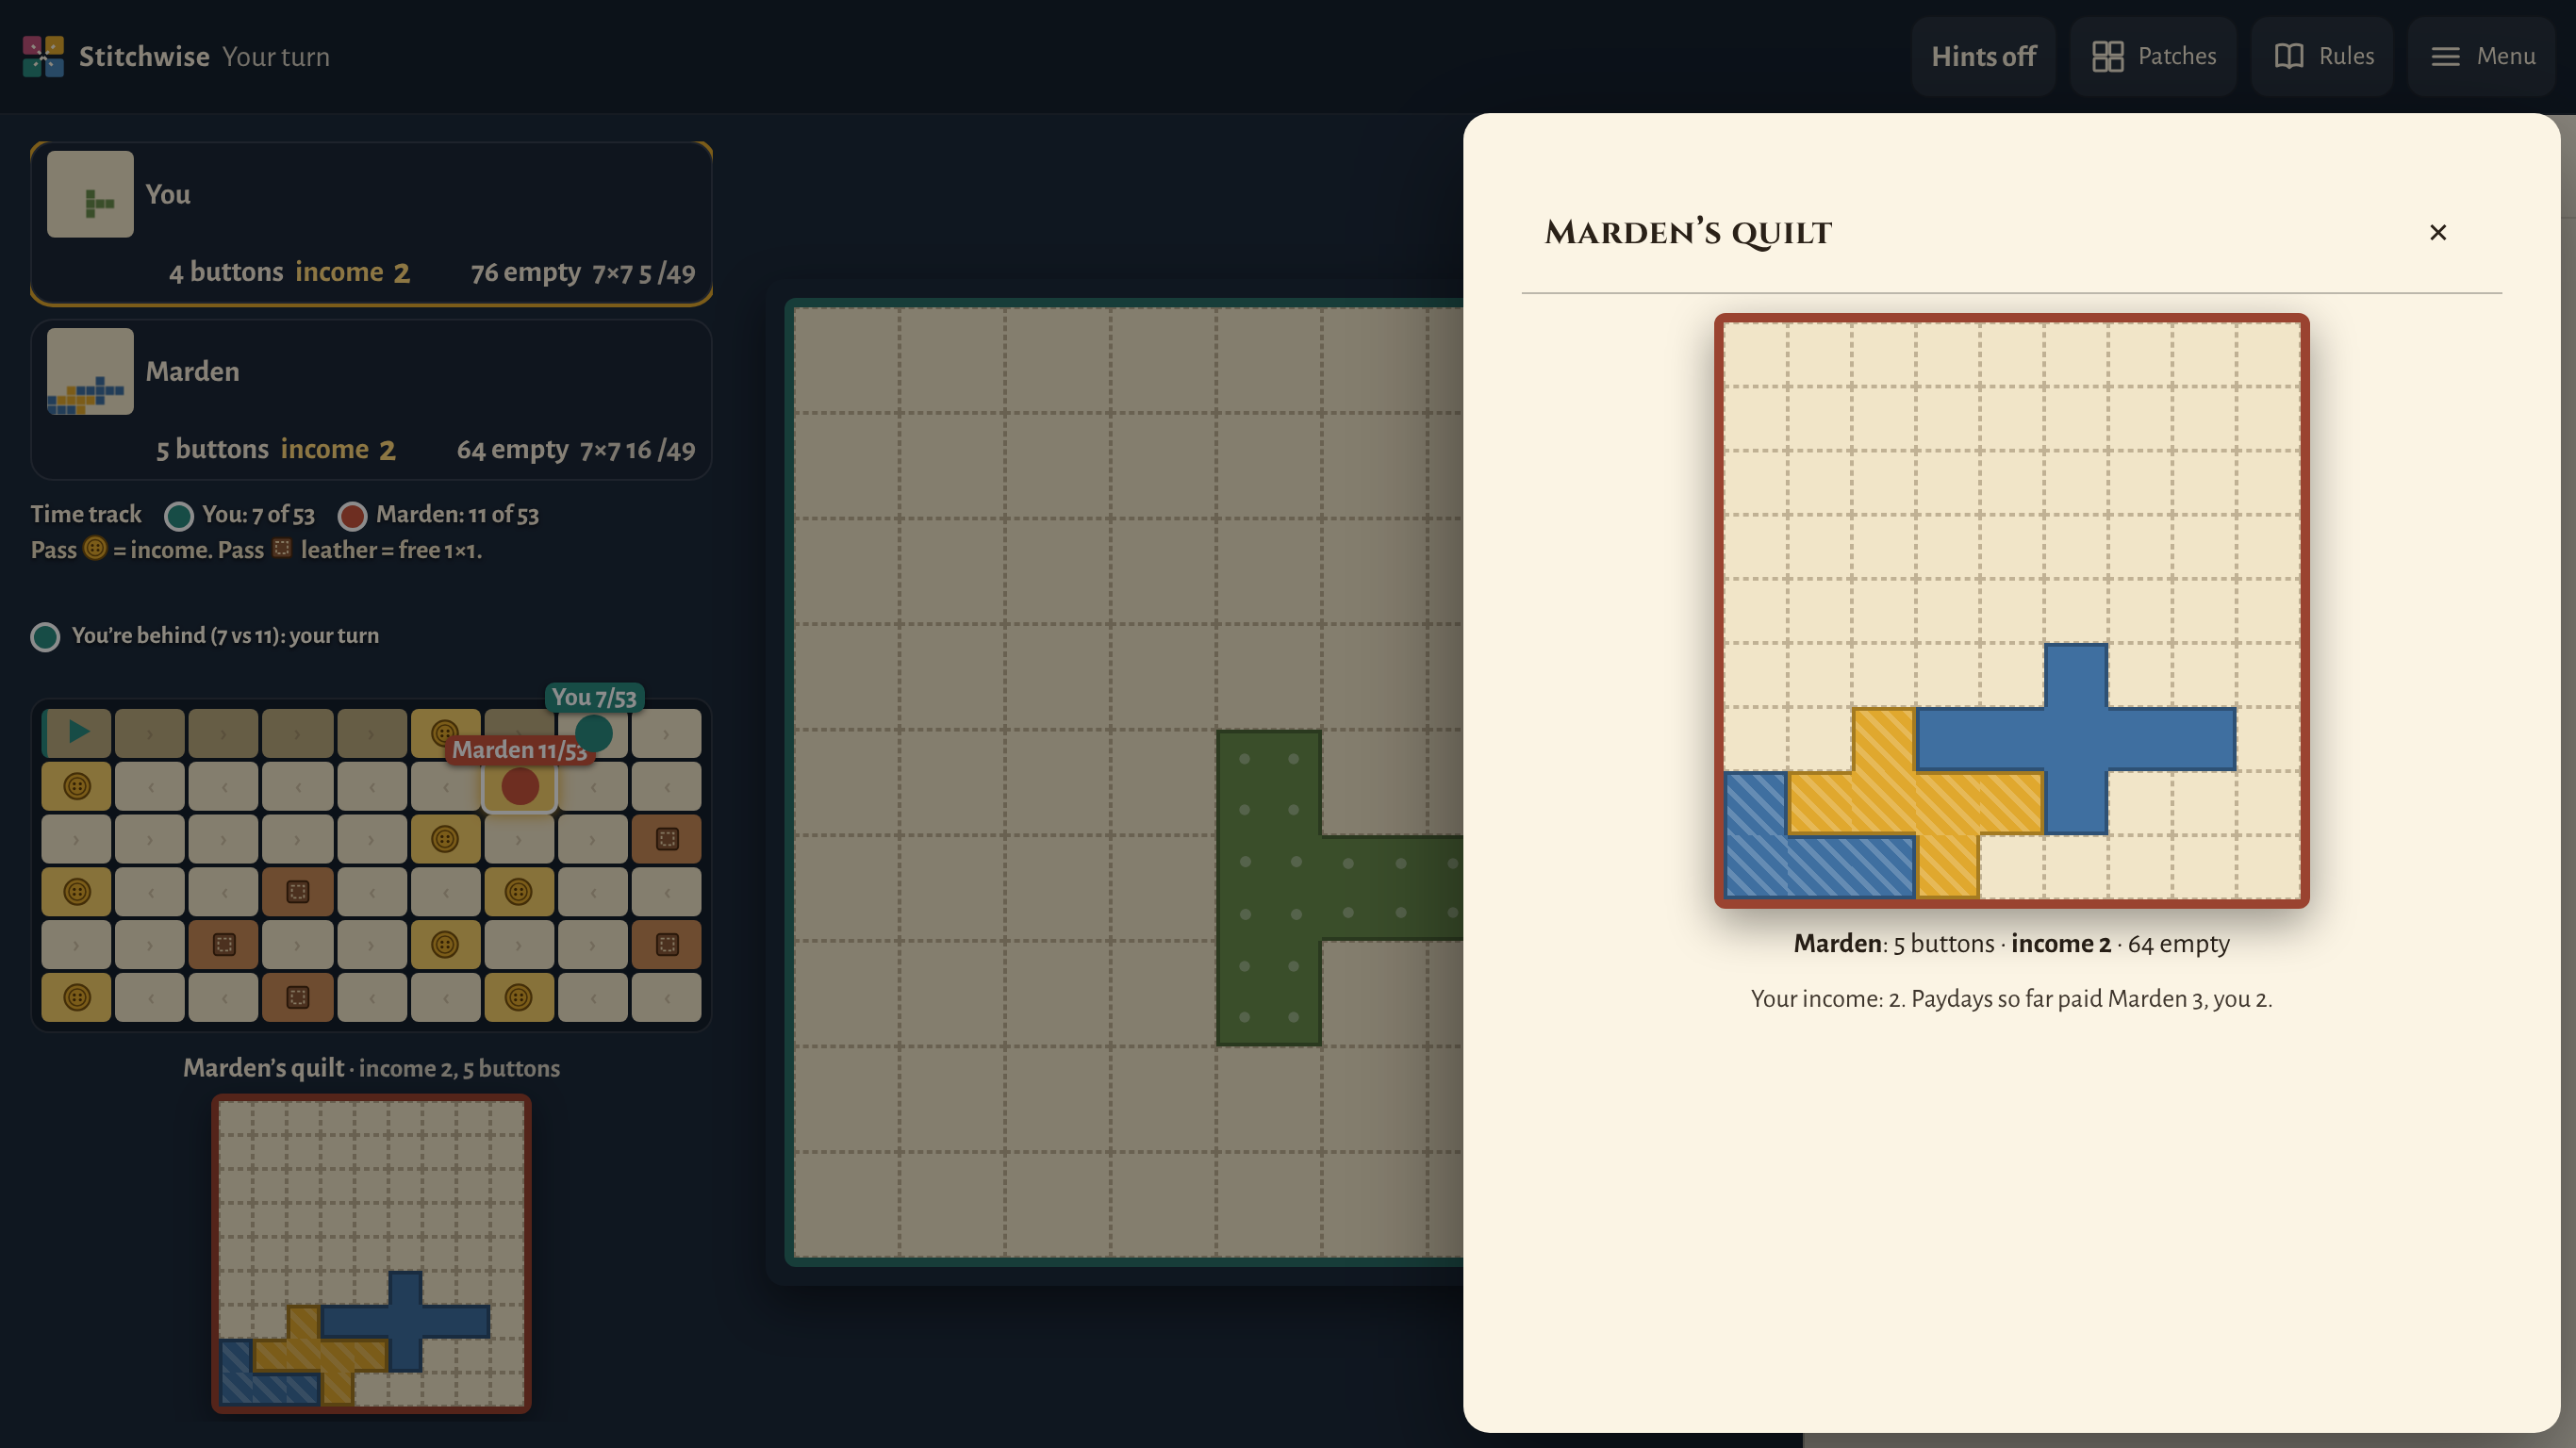 Stitchwise Your turn
Hints off
Patches
Rules
Menu
You
4 buttons income 2 76 empty 7×7 5 /49
Marden
5 buttons income 2 64 empty 7×7 16 /49
Time track You: 7 of 53 Marden: 11 of 53
Pass = income. Pass leather = free 1×1.
You're behind (7 vs 11): your turn
You 7/53
Marden 11/53
Marden's quilt · income 2, 5 buttons
Marden's quilt
×
Marden: 5 buttons · income 2 · 64 empty
Your income: 2. Paydays so far paid Marden 3, you 2.